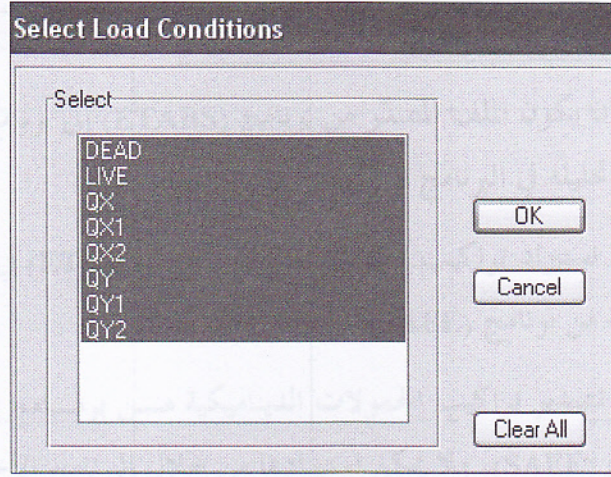 Select Load Conditions
Select
DEAD
LIVE
QX
QX1
QX2
QY
QY1
QY2
OK
Cancel
Clear All